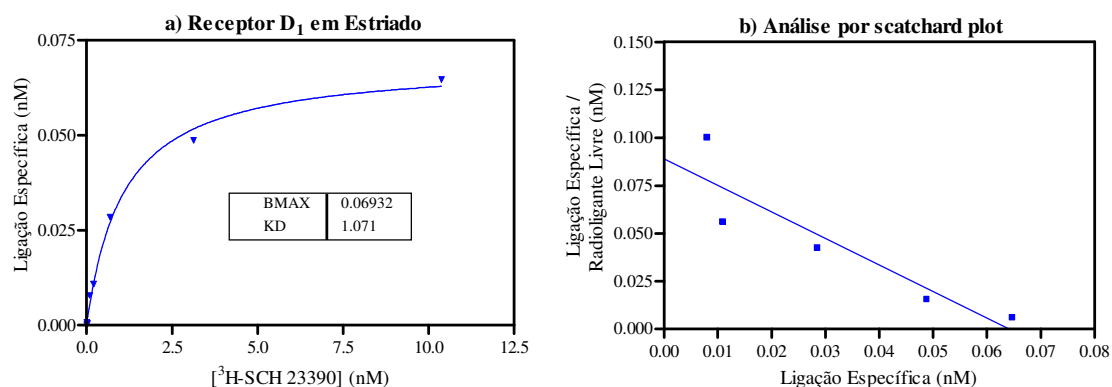 a) Receptor D1 em Estriado
0.075
0.050
0.025
0.000
Ligação Específica (nM)
BMAX 0.06932
KD 1.071
0.0 2.5 5.0 7.5 10.0 12.5
[³H-SCH 23390] (nM)
b) Análise por scatchard plot
0.150
0.125
0.100
0.075
0.050
0.025
0.000
Ligação Específica /
Radioligante Livre (nM)
0.00 0.01 0.02 0.03 0.04 0.05 0.06 0.07 0.08
Ligação Específica (nM)